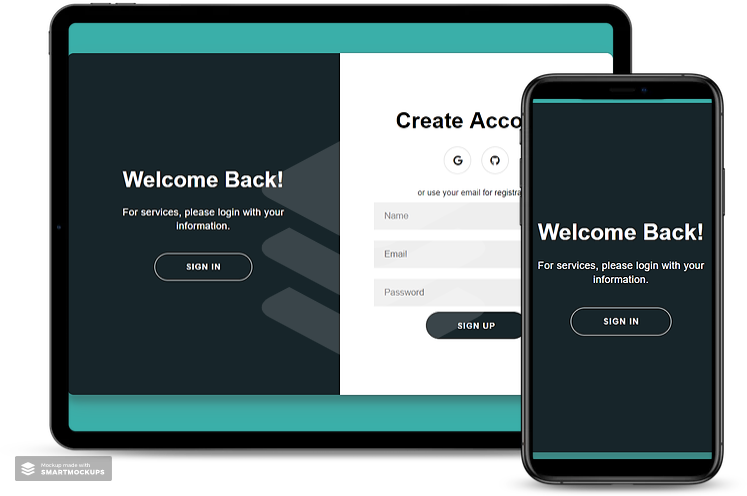 Welcome Back!
For services, please login with your
information.
SIGN IN
Create Acco
G
or use your email for registra
Name
Email
Password
SIGN UP
Welcome Back!
For services, please login with your
information.
SIGN IN
Mockup made with
SMARTMOCKUPS